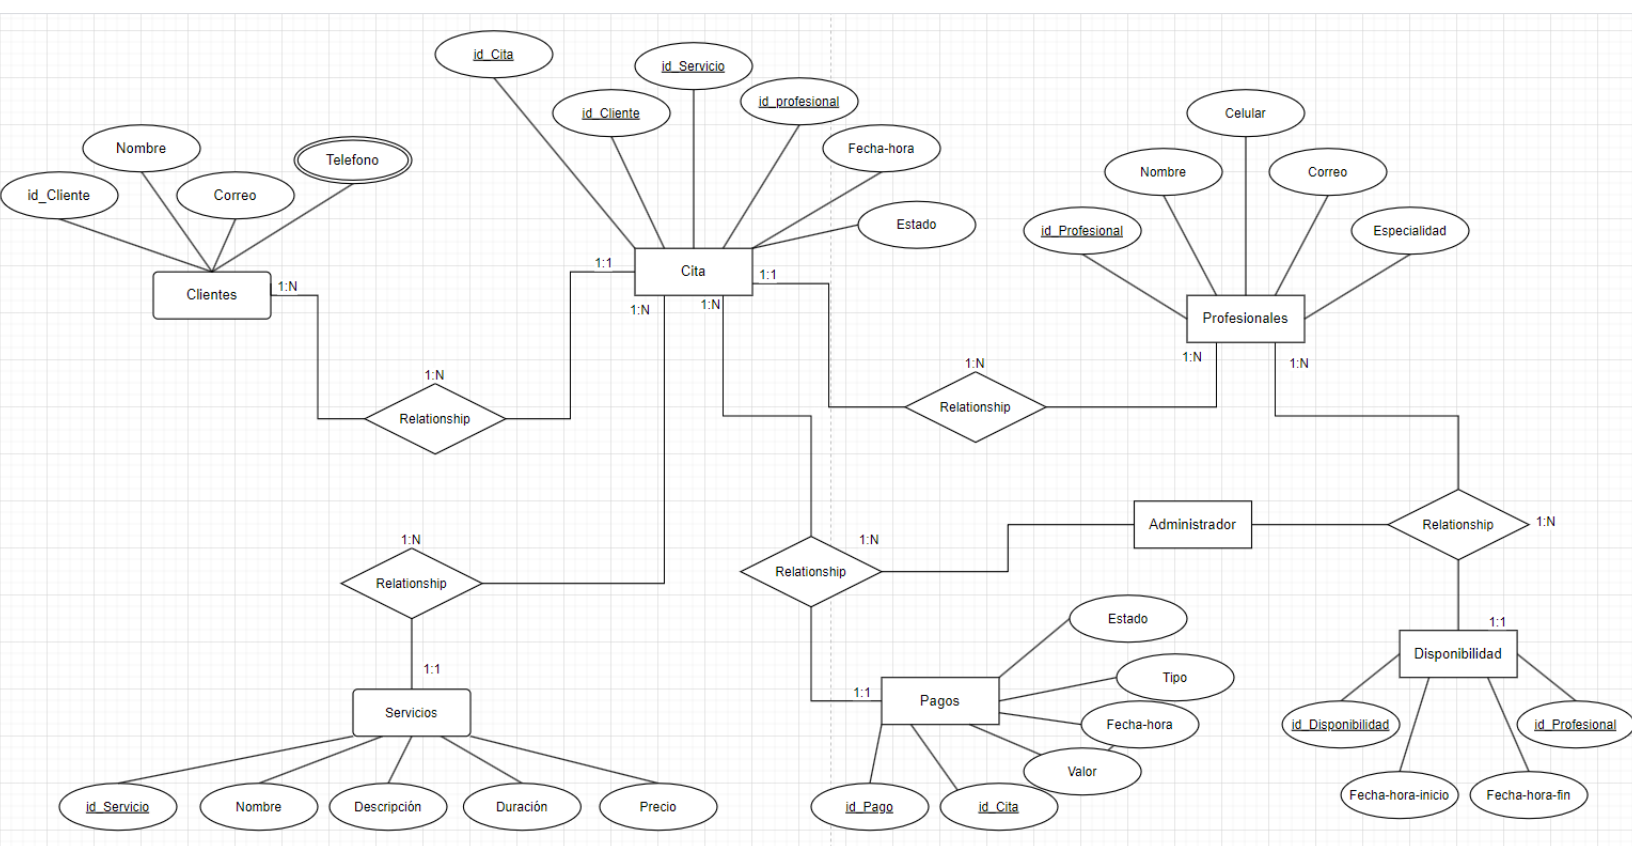 id_Cita
id_Servicio
id_profesional
id_Cliente
Celular
Nombre
Telefono
Fecha-hora
Nombre
Correo
id_Cliente
Correo
Estado
id_Profesional
Especialidad
1:1
Cita
1:1
Clientes
1:N
1:N
1:N
Profesionales
1:N
1:N
1:N
1:N
Relationship
Relationship
Administrador
Relationship
1:N
1:N
1:N
Relationship
Relationship
Estado
1:1
Disponibilidad
1:1
Tipo
1:1
Pagos
Servicios
Fecha-hora
id_Disponibilidad
id_Profesional
Valor
Fecha-hora-inicio
Fecha-hora-fin
id_Servicio
Nombre
Descripción
Duración
Precio
id_Pago
id_Cita